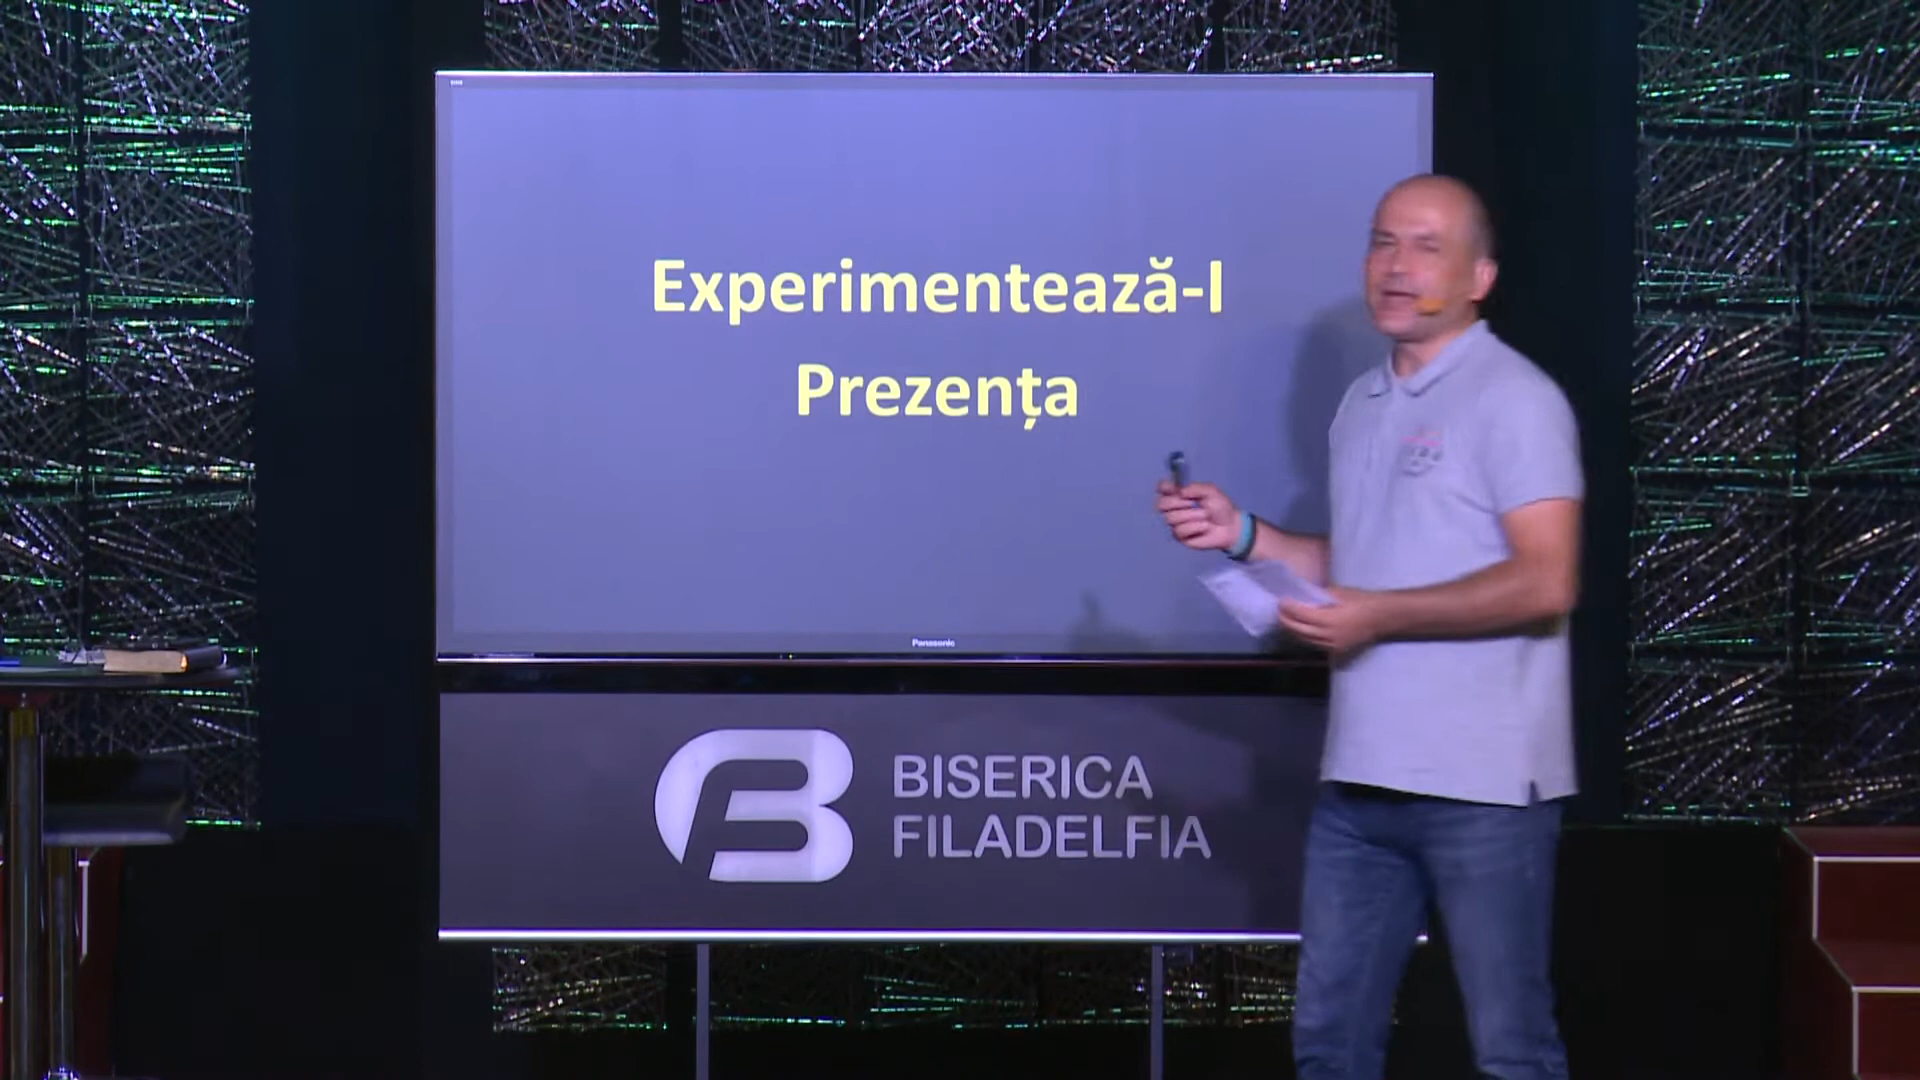 Experimentează-I
Prezența
Panasonic
BISERICA
FILADELFIA